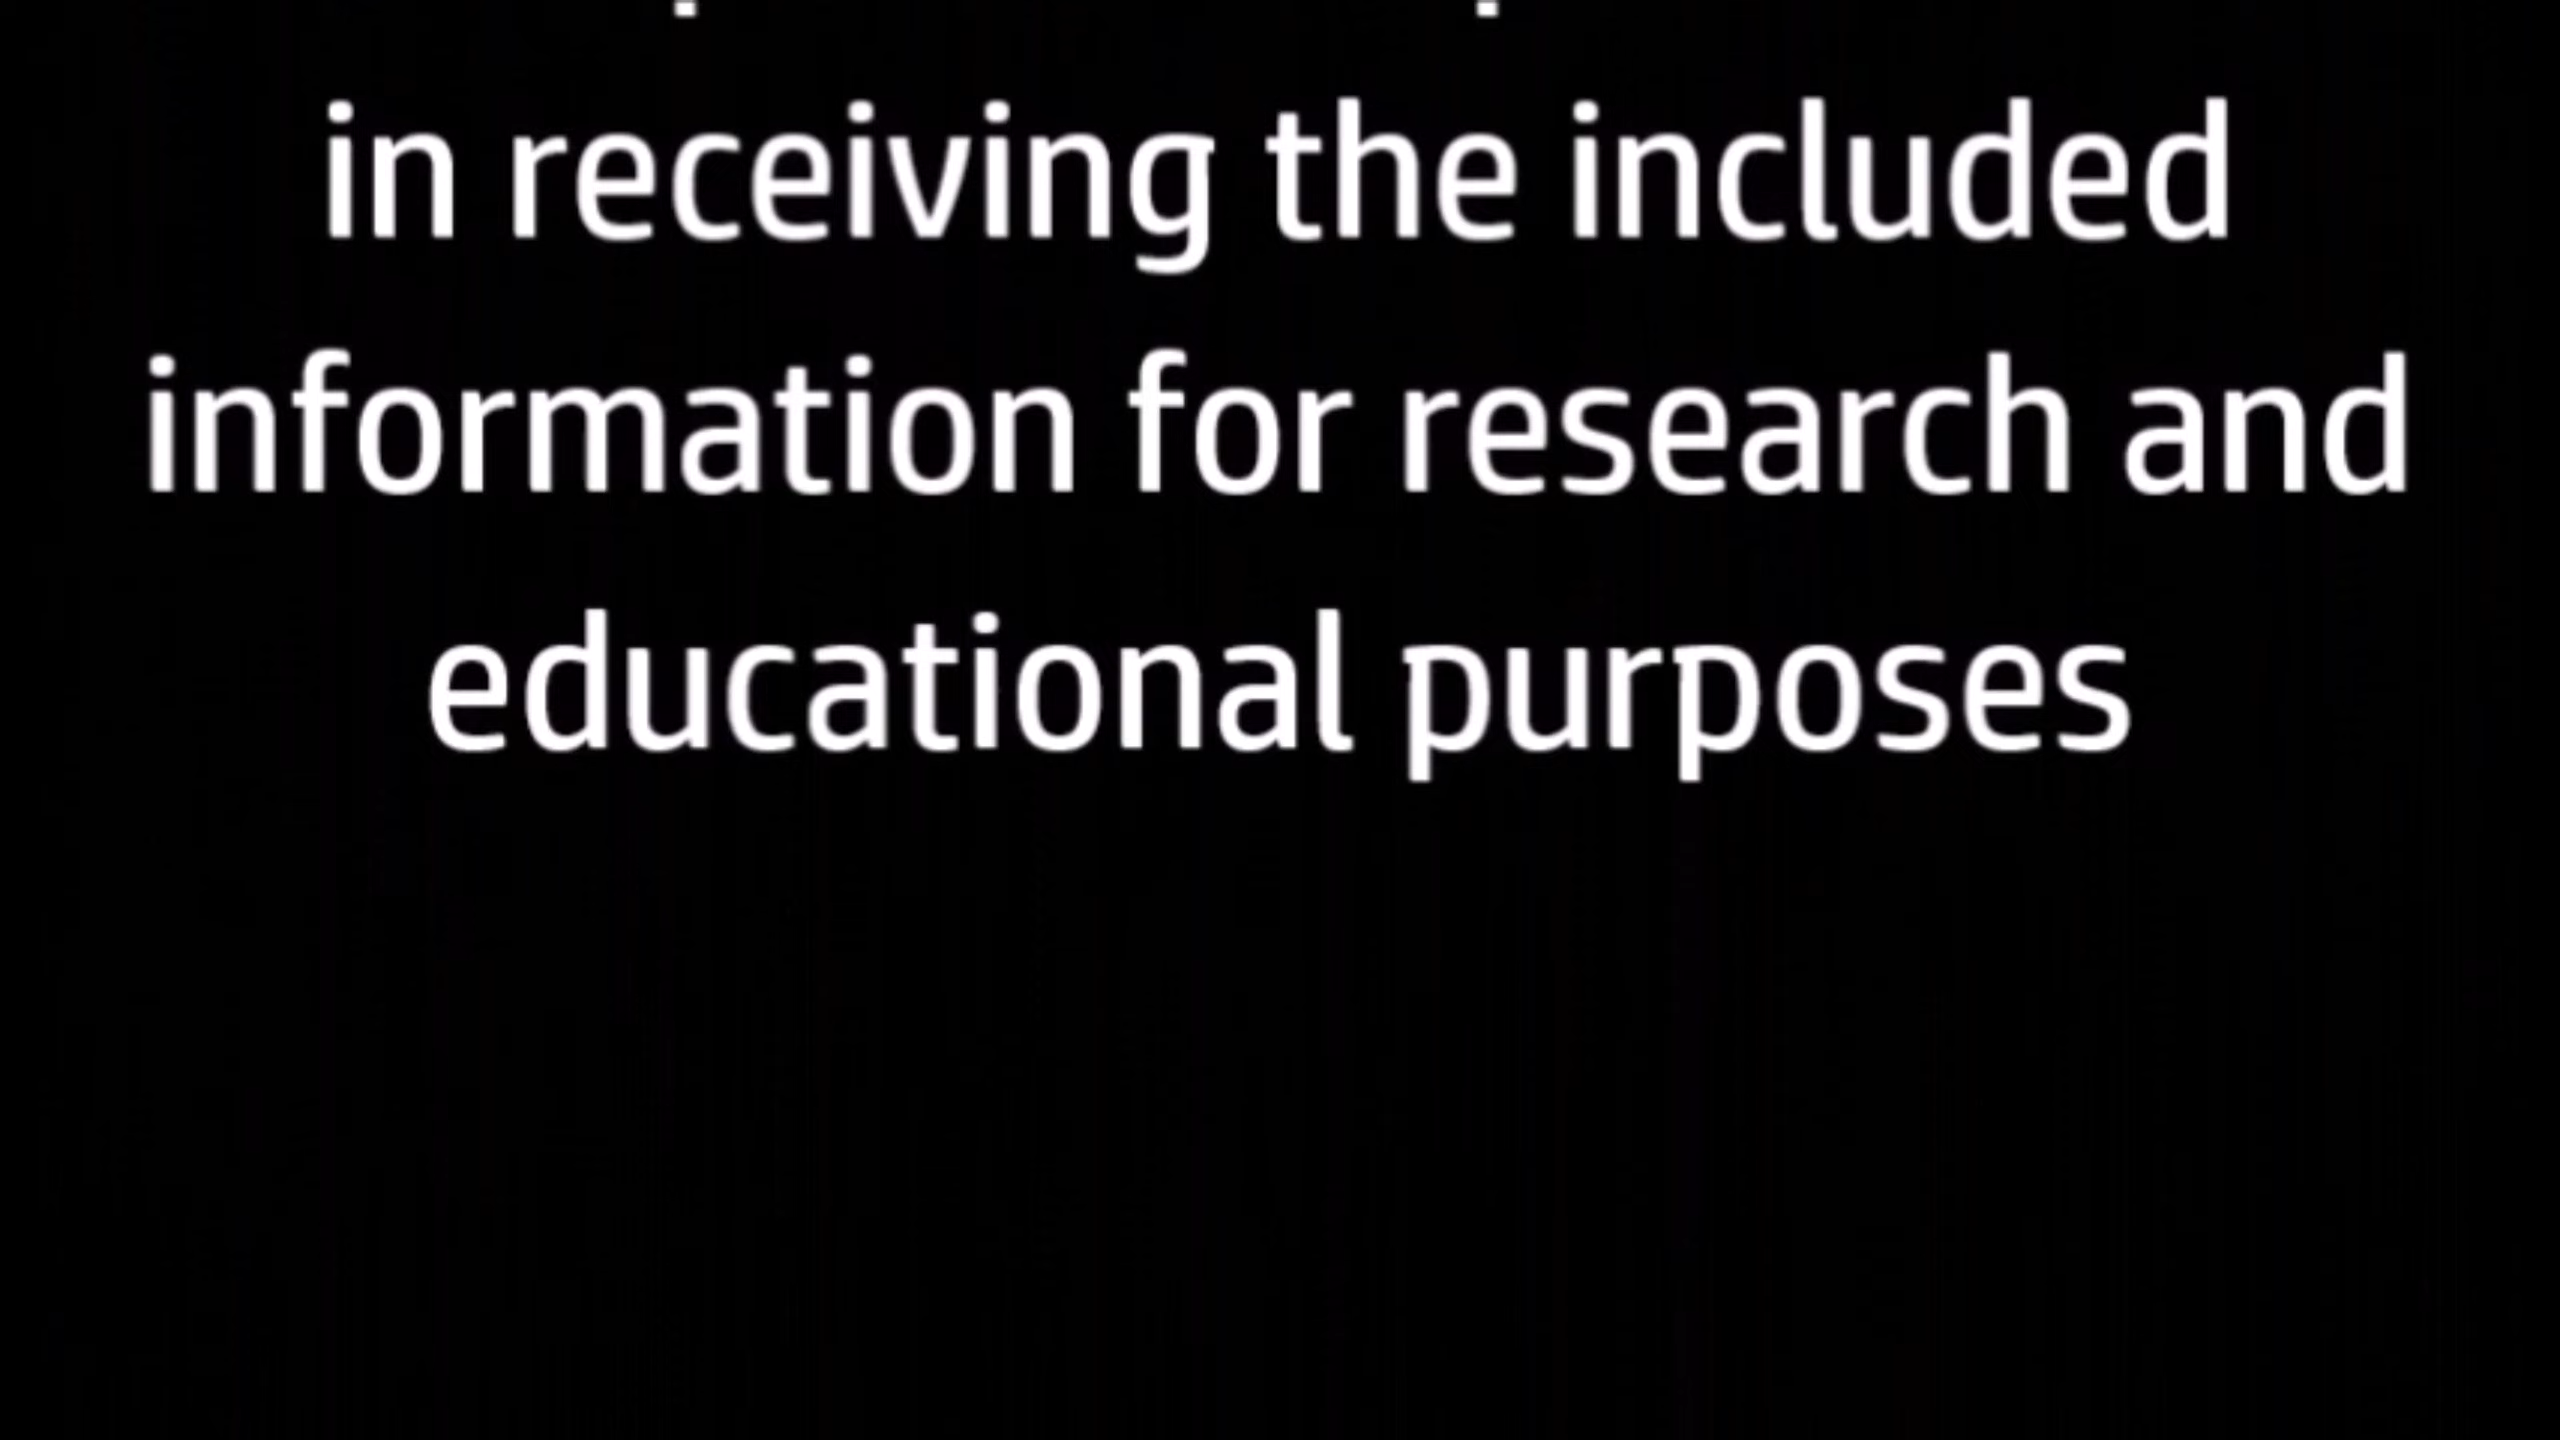 in receiving the included
information for research and
educational purposes